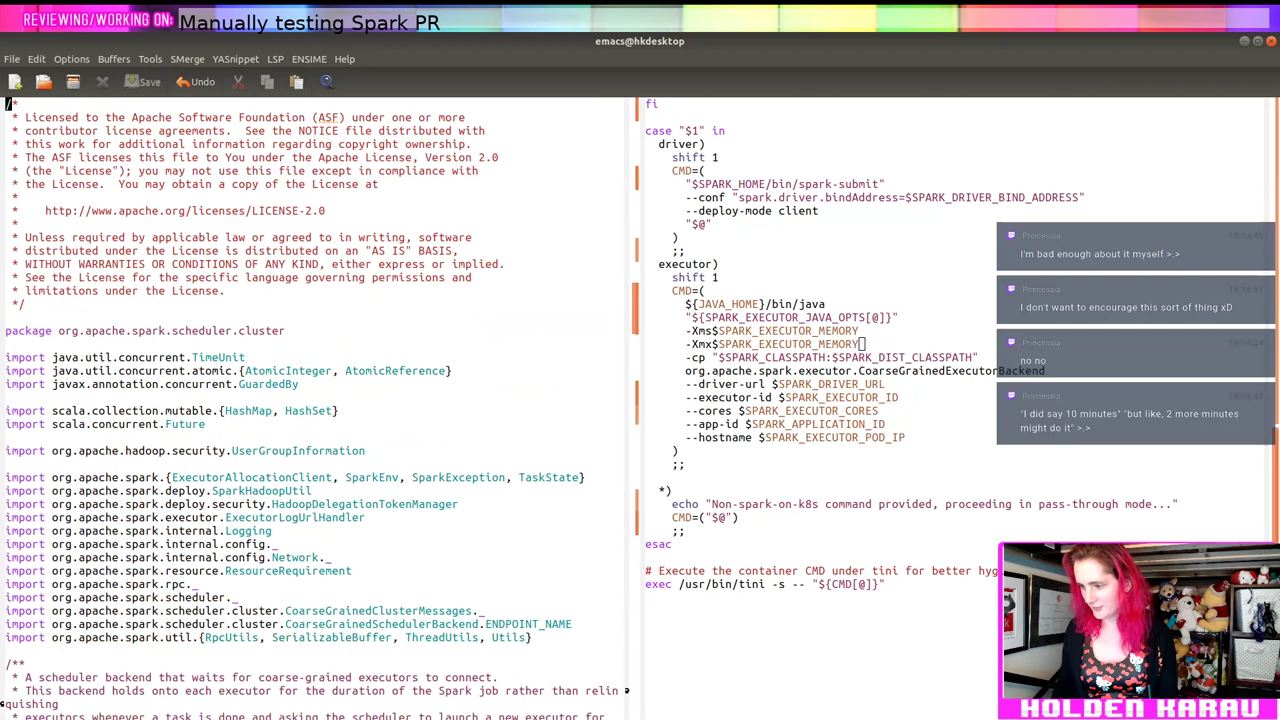 REVIEWING/WORKING ON:
Manually testing Spark PR
emacs@hkdesktop
File Edit Options Buffers Tools SMerge YASnippet LSP ENSIME Help
Save Undo
/*
* Licensed to the Apache Software Foundation (ASF) under one or more
* contributor license agreements.  See the NOTICE file distributed with
* this work for additional information regarding copyright ownership.
* The ASF licenses this file to You under the Apache License, Version 2.0
* (the "License"); you may not use this file except in compliance with
* the License.  You may obtain a copy of the License at
*
*    http://www.apache.org/licenses/LICENSE-2.0
*
* Unless required by applicable law or agreed to in writing, software
* distributed under the License is distributed on an "AS IS" BASIS,
* WITHOUT WARRANTIES OR CONDITIONS OF ANY KIND, either express or implied.
* See the License for the specific language governing permissions and
* limitations under the License.
*/
package org.apache.spark.scheduler.cluster
import java.util.concurrent.TimeUnit
import java.util.concurrent.atomic.{AtomicInteger, AtomicReference}
import javax.annotation.concurrent.GuardedBy
import scala.collection.mutable.{HashMap, HashSet}
import scala.concurrent.Future
import org.apache.hadoop.security.UserGroupInformation
import org.apache.spark.{ExecutorAllocationClient, SparkEnv, SparkException, TaskState}
import org.apache.spark.deploy.SparkHadoopUtil
import org.apache.spark.deploy.security.HadoopDelegationTokenManager
import org.apache.spark.executor.ExecutorLogUrlHandler
import org.apache.spark.internal.Logging
import org.apache.spark.internal.config._
import org.apache.spark.internal.config.Network._
import org.apache.spark.resource.ResourceRequirement
import org.apache.spark.rpc._
import org.apache.spark.scheduler._
import org.apache.spark.scheduler.cluster.CoarseGrainedClusterMessages._
import org.apache.spark.scheduler.cluster.CoarseGrainedSchedulerBackend.ENDPOINT_NAME
import org.apache.spark.util.{RpcUtils, SerializableBuffer, ThreadUtils, Utils}
/**
* A scheduler backend that waits for coarse-grained executors to connect.
* This backend holds onto each executor for the duration of the Spark job rather than relin
quishing
* executors whenever a task is done and asking the scheduler to launch a new executor for
fi
case "$1" in
driver)
shift 1
CMD=(
"$SPARK_HOME/bin/spark-submit"
--conf "spark.driver.bindAddress=$SPARK_DRIVER_BIND_ADDRESS"
--deploy-mode client
"$@"
)
;;
executor)
shift 1
CMD=(
${JAVA_HOME}/bin/java
"${SPARK_EXECUTOR_JAVA_OPTS[@]}"
-Xms$SPARK_EXECUTOR_MEMORY
-Xmx$SPARK_EXECUTOR_MEMORY
-cp "$SPARK_CLASSPATH:$SPARK_DIST_CLASSPATH"
org.apache.spark.executor.CoarseGrainedExecutorBackend
--driver-url $SPARK_DRIVER_URL
--executor-id $SPARK_EXECUTOR_ID
--cores $SPARK_EXECUTOR_CORES
--app-id $SPARK_APPLICATION_ID
--hostname $SPARK_EXECUTOR_POD_IP
)
;;
*)
echo "Non-spark-on-k8s command provided, proceeding in pass-through mode..."
CMD=("$@")
;;
esac
# Execute the container CMD under tini for better hyg
exec /usr/bin/tini -s -- "${CMD[@]}"
Princessia
I'm bad enough about it myself >.>
Princessia
I don't want to encourage this sort of thing xD
Princessia
no no
Princessia
"I did say 10 minutes" "but like, 2 more minutes
might do it" >.>
HOLDEN KARAU